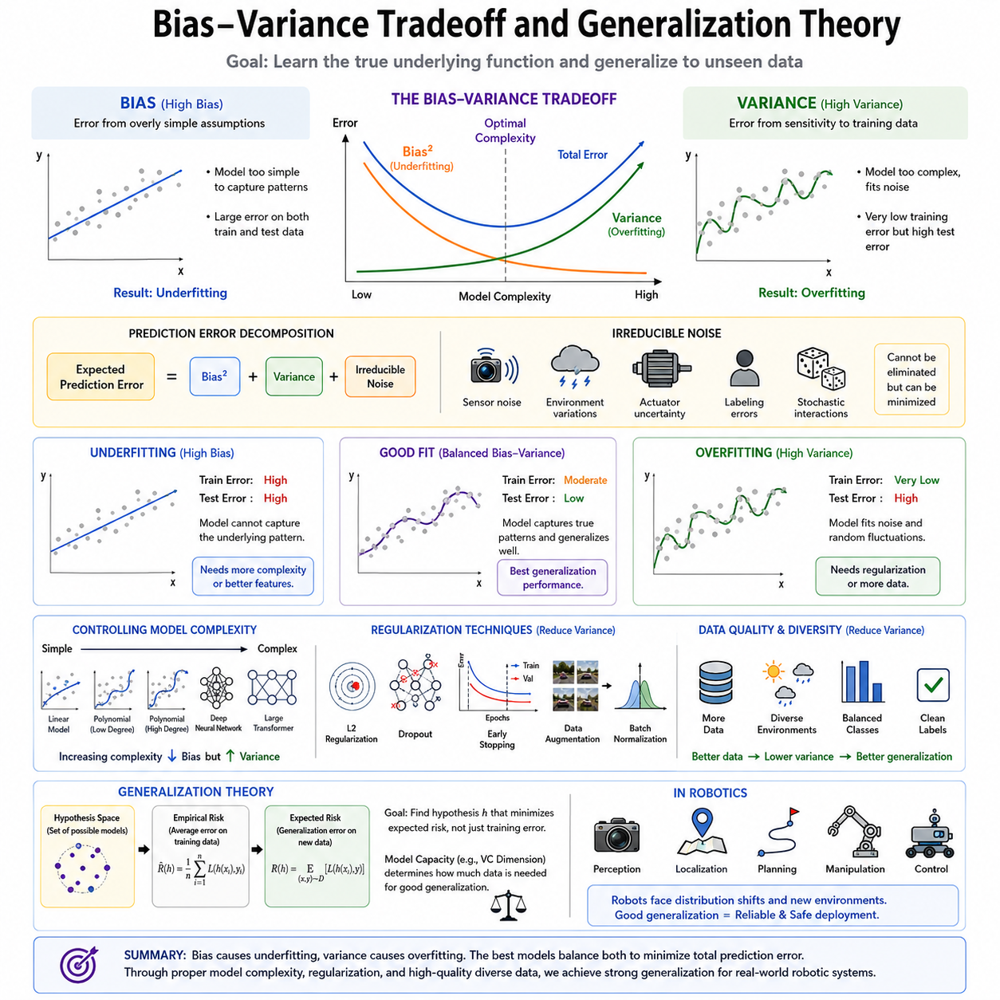 Bias–Variance Tradeoff and Generalization Theory
Goal: Learn the true underlying function and generalize to unseen data
BIAS (High Bias)
Error from overly simple assumptions
y
x
• Model too simple
to capture patterns
• Large error on both
train and test data
Result: Underfitting
THE BIAS–VARIANCE TRADEOFF
Error
Optimal
Complexity
Bias²
(Underfitting)
Total Error
Variance
(Overfitting)
Low
Model Complexity
High
VARIANCE (High Variance)
Error from sensitivity to training data
y
x
• Model too complex,
fits noise
• Very low training
error but high test
error
Result: Overfitting
PREDICTION ERROR DECOMPOSITION
Expected
Prediction Error
=
Bias²
+
Variance
+
Irreducible
Noise
IRREDUCIBLE NOISE
Sensor noise
Environment
variations
Actuator
uncertainty
Labeling
errors
Stochastic
interactions
Cannot be
eliminated
but can be
minimized
UNDERFITTING (High Bias)
y
x
Train Error: High
Test Error : High
Model cannot capture
the underlying pattern.
Needs more complexity
or better features.
GOOD FIT (Balanced Bias–Variance)
y
x
Train Error: Moderate
Test Error : Low
Model captures true
patterns and generalizes
well.
Best generalization
performance.
OVERFITTING (High Variance)
y
x
Train Error: Very Low
Test Error : High
Model fits noise and
random fluctuations.
Needs regularization
or more data.
CONTROLLING MODEL COMPLEXITY
Simple
Complex
Linear
Model
Polynomial
(Low Degree)
Polynomial
(High Degree)
Deep
Neural Network
Large
Transformer
Increasing complexity ↓ Bias but ↑ Variance
REGULARIZATION TECHNIQUES (Reduce Variance)
L2
Regularization
Dropout
Error
Train
Val
Epochs
Early
Stopping
Data
Augmentation
Batch
Normalization
DATA QUALITY & DIVERSITY (Reduce Variance)
More
Data
Diverse
Environments
Balanced
Classes
Clean
Labels
Better data → Lower variance → Better generalization
GENERALIZATION THEORY
Hypothesis Space
(Set of possible models)
Empirical Risk
(Average error on
training data)
R̂(h) = 1/n ∑ⁿᵢ₌₁ L(h(xᵢ),yᵢ)
Expected Risk
(Generalization error on
new data)
R(h) = E [L(h(xᵢ),y)]
(x,y)~D
Goal: Find hypothesis h that minimizes
expected risk, not just training error.
Model Capacity (e.g., VC Dimension)
determines how much data is needed
for good generalization.
IN ROBOTICS
Perception
Localization
Planning
Manipulation
Control
Robots face distribution shifts and new environments.
Good generalization = Reliable & Safe deployment.
SUMMARY: Bias causes underfitting, variance causes overfitting. The best models balance both to minimize total prediction error.
Through proper model complexity, regularization, and high-quality diverse data, we achieve strong generalization for real-world robotic systems.